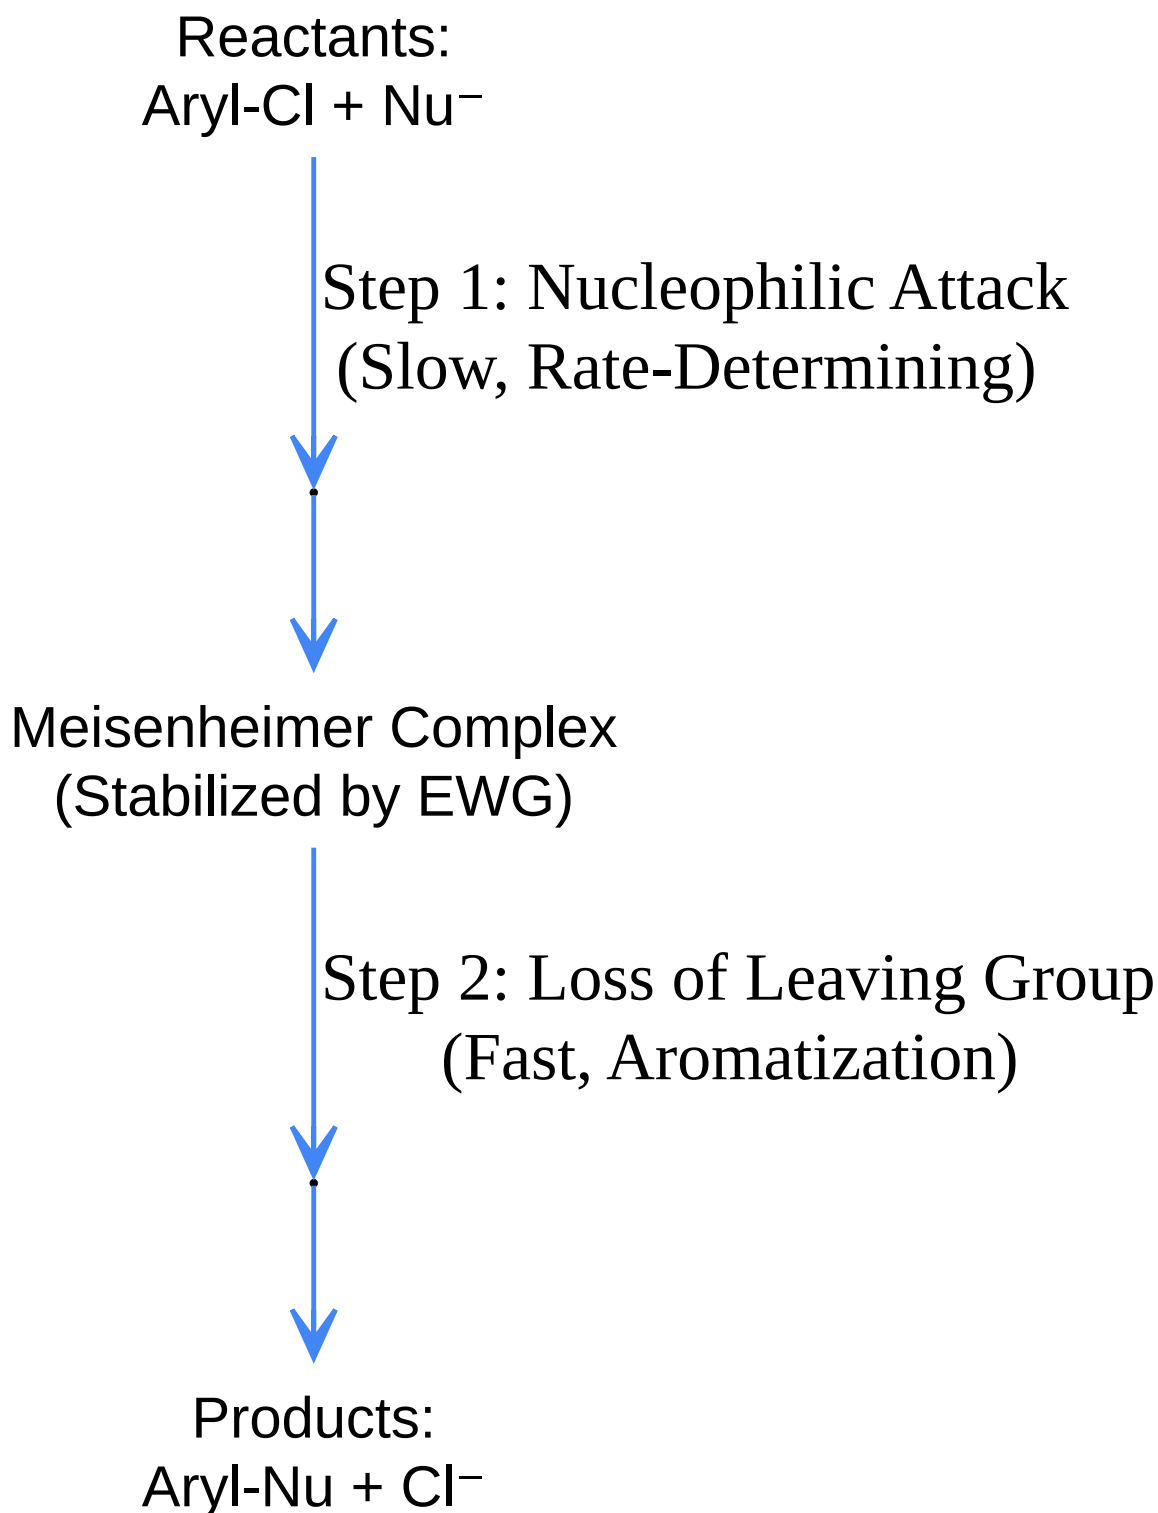 Reactants:
Aryl-Cl + Nu⁻
Step 1: Nucleophilic Attack
(Slow, Rate-Determining)
Meisenheimer Complex
(Stabilized by EWG)
Step 2: Loss of Leaving Group
(Fast, Aromatization)
Products:
Aryl-Nu + Cl⁻